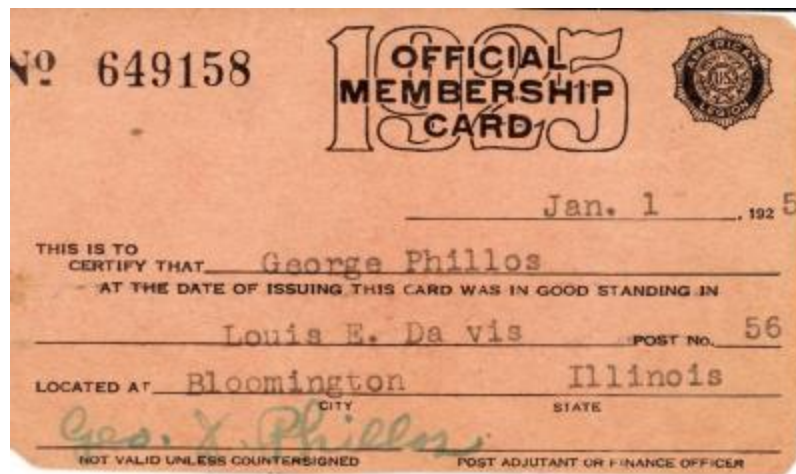 Nº 649158
1925
OFFICIAL
MEMBERSHIP
CARD
AMERICAN
LEGION
U.S.
Jan. 1, 1925
THIS IS TO
CERTIFY THAT George Phillos
AT THE DATE OF ISSUING THIS CARD WAS IN GOOD STANDING IN
Louis E. Da vis POST No. 56
LOCATED AT Bloomington Illinois
CITY STATE
Geo. X. Phillos
NOT VALID UNLESS COUNTERSIGNED POST ADJUTANT OR FINANCE OFFICER